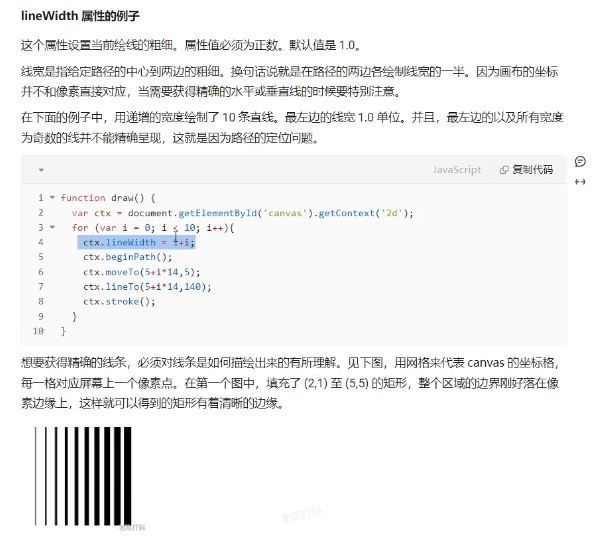 lineWidth 属性的例子
这个属性设置当前绘线的粗细。属性值必须为正数。默认值是 1.0。
线宽是指给定路径的中心到两边的粗细。换句话说就是在路径的两边各绘制线宽的一半。因为画布的坐标
并不和像素直接对应，当需要获得精确的水平或垂直线的时候要特别注意。
在下面的例子中，用递增的宽度绘制了 10 条直线。最左边的线宽 1.0 单位。并且，最左边的以及所有宽度
为奇数的线并不能精确呈现，这就是因为路径的定位问题。
JavaScript 复制代码
1 function draw() {
2 var ctx = document.getElementById('canvas').getContext('2d');
3 for (var i = 0; i < 10; i++){
4 ctx.lineWidth = 1+i;
5 ctx.beginPath();
6 ctx.moveTo(5+i*14,5);
7 ctx.lineTo(5+i*14,140);
8 ctx.stroke();
9 }
10 }
想要获得精确的线条，必须对线条是如何描绘出来的有所理解。见下图，用网格来代表 canvas 的坐标格，
每一格对应屏幕上一个像素点。在第一个图中，填充了 (2,1) 至 (5,5) 的矩形，整个区域的边界刚好落在像
素边缘上，这样就可以得到的矩形有着清晰的边缘。
老陈打码
老陈打码